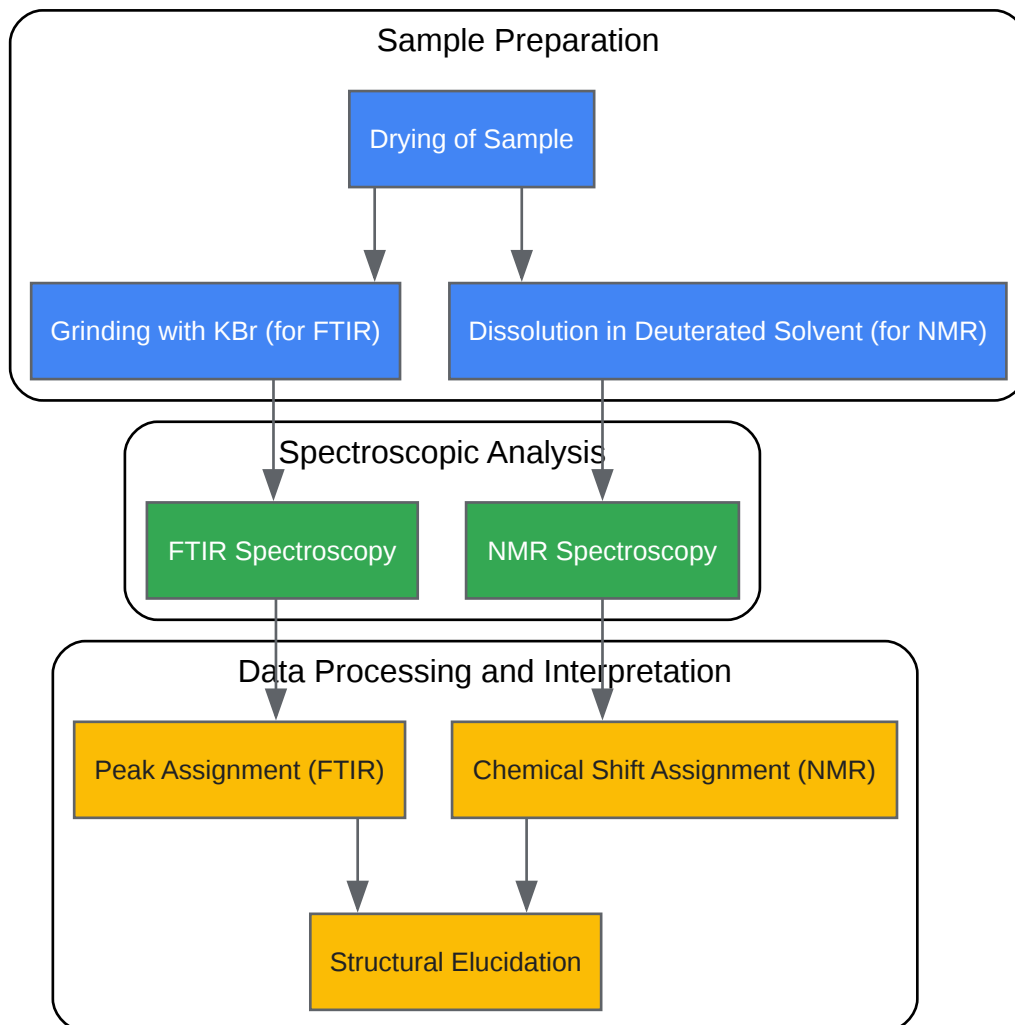 Sample Preparation
Drying of Sample
Grinding with KBr (for FTIR)
Dissolution in Deuterated Solvent (for NMR)
Spectroscopic Analysis
FTIR Spectroscopy
NMR Spectroscopy
Data Processing and Interpretation
Peak Assignment (FTIR)
Chemical Shift Assignment (NMR)
Structural Elucidation